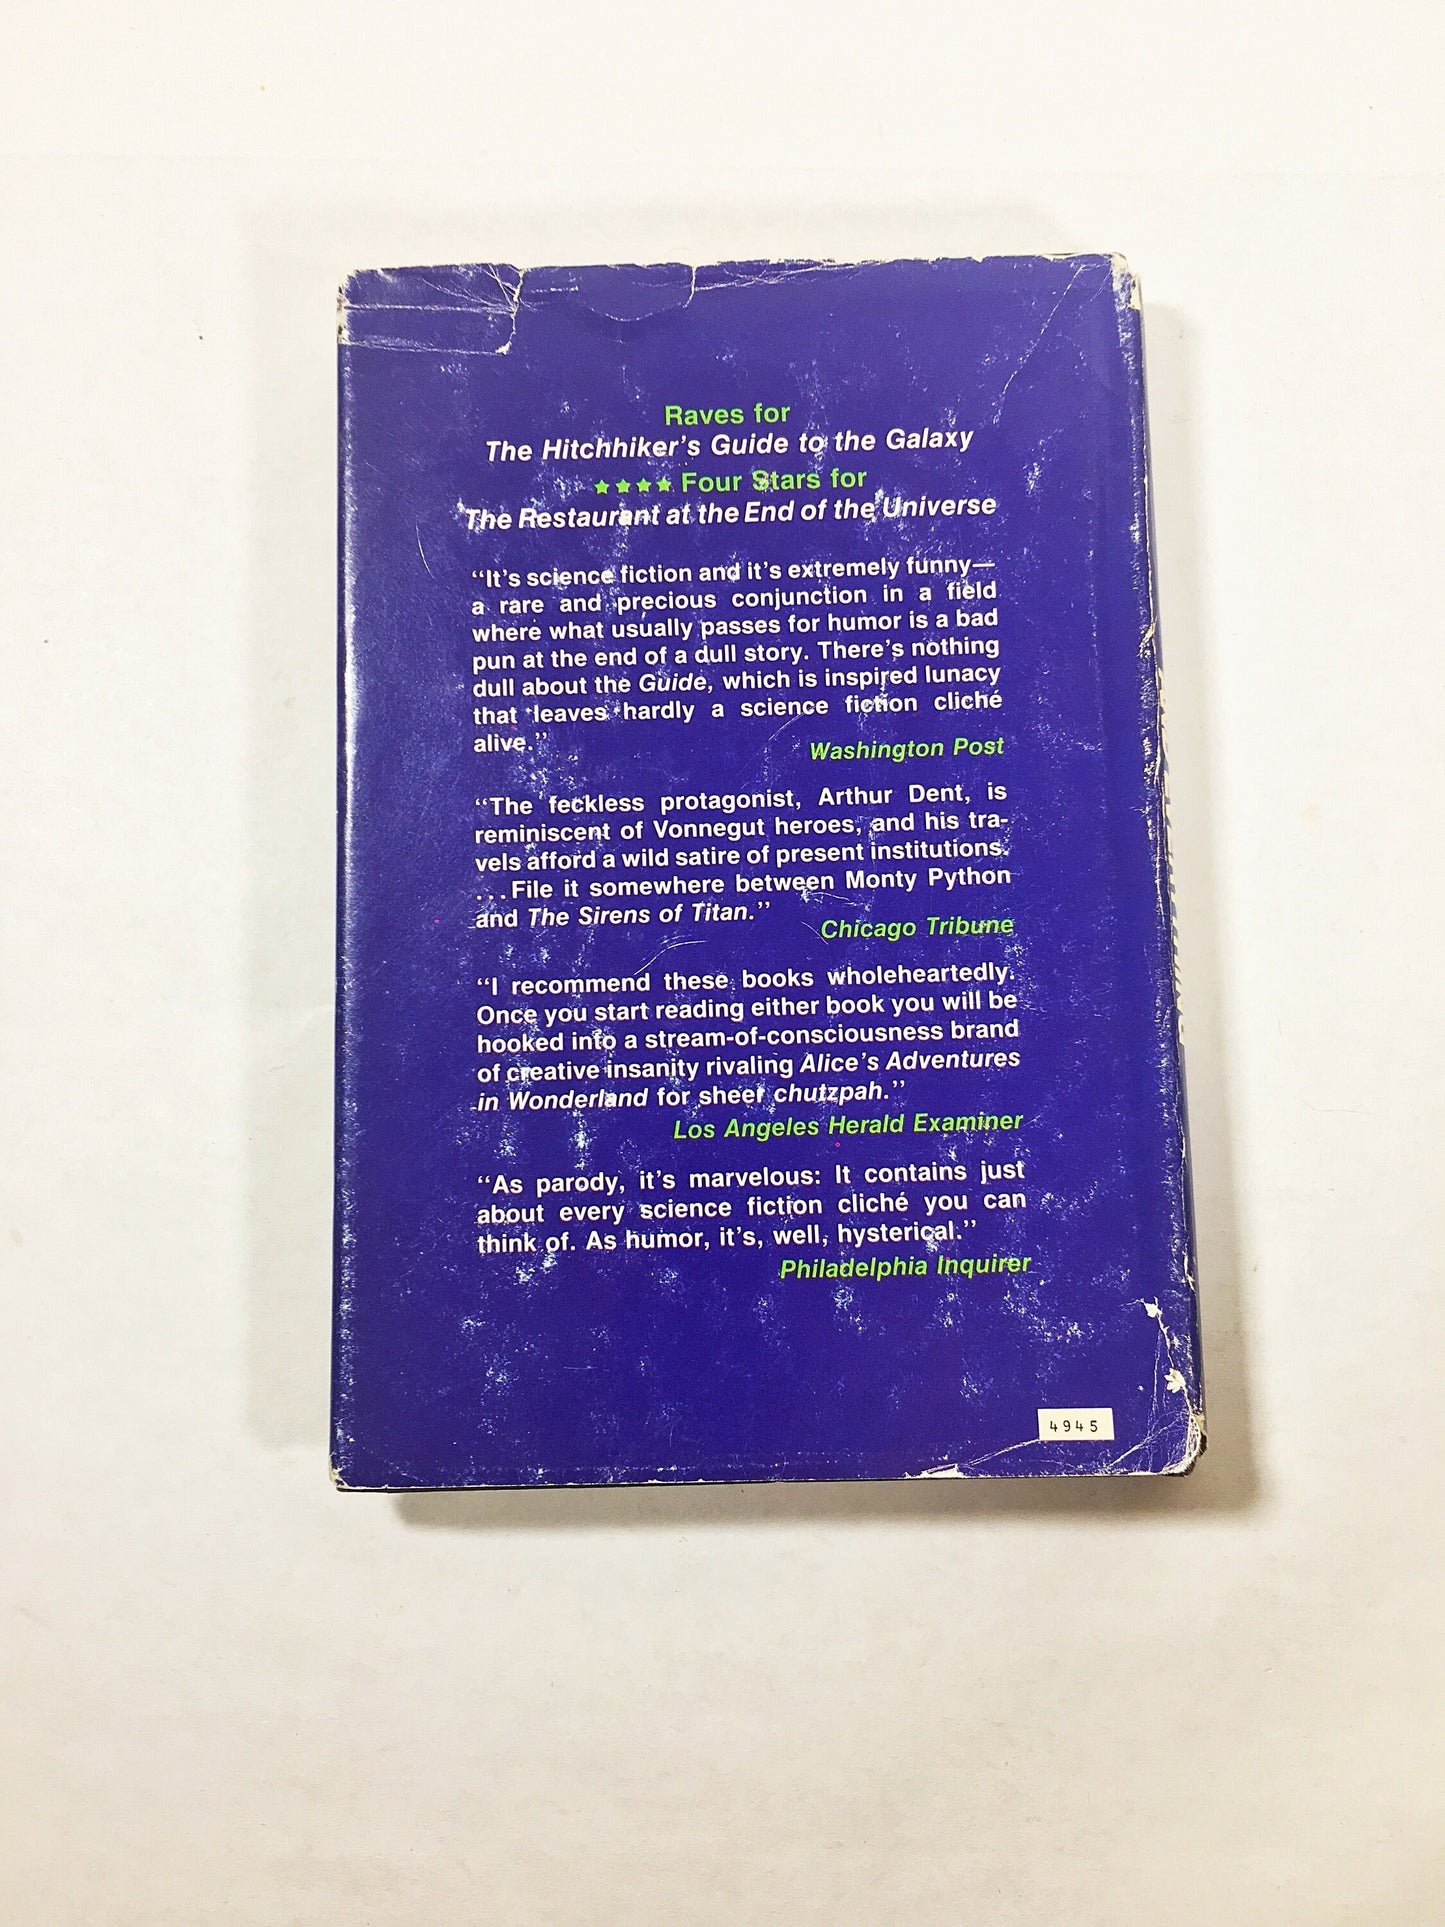 Raves for
The Hitchhiker's Guide to the Galaxy
★★★★ Four Stars for
The Restaurant at the End of the Universe
“It's science fiction and it's extremely funny—
a rare and precious conjunction in a field
where what usually passes for humor is a bad
pun at the end of a dull story. There's nothing
dull about the Guide, which is inspired lunacy
that leaves hardly a science fiction cliché
alive.”
Washington Post
“The feckless protagonist, Arthur Dent, is
reminiscent of Vonnegut heroes, and his tra-
vels afford a wild satire of present institutions.
...File it somewhere between Monty Python
and The Sirens of Titan.”
Chicago Tribune
“I recommend these books wholeheartedly.
Once you start reading either book you will be
hooked into a stream-of-consciousness brand
of creative insanity rivaling Alice's Adventures
in Wonderland for sheer chutzpah.”
Los Angeles Herald Examiner
“As parody, it's marvelous: It contains just
about every science fiction cliché you can
think of. As humor, it's, well, hysterical.”
Philadelphia Inquirer
4945